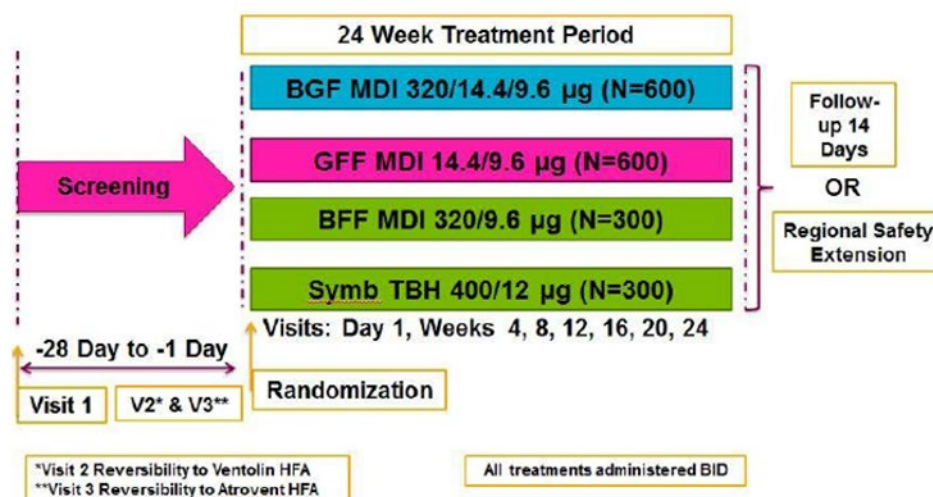 24 Week Treatment Period
BGF MDI 320/14.4/9.6 µg (N=600)
GFF MDI 14.4/9.6 µg (N=600)
BFF MDI 320/9.6 µg (N=300)
Symb TBH 400/12 µg (N=300)
Screening
Follow-
up 14
Days
OR
Regional Safety
Extension
Visits: Day 1, Weeks 4, 8, 12, 16, 20, 24
-28 Day to -1 Day
Randomization
Visit 1
V2* & V3**
*Visit 2 Reversibility to Ventolin HFA
**Visit 3 Reversibility to Atrovent HFA
All treatments administered BID